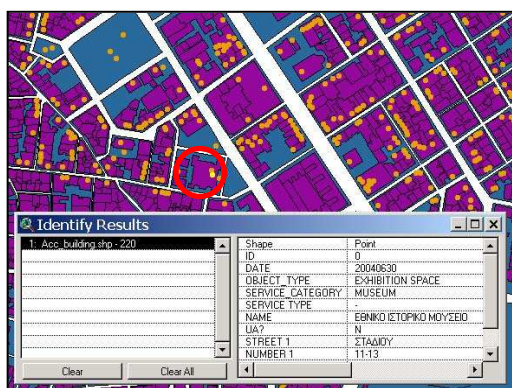 Identify Results
1: Acc_building.shp - 220
Shape Point
ID 0
DATE 20040630
OBJECT_TYPE EXHIBITION SPACE
SERVICE_CATEGORY MUSEUM
SERVICE TYPE -
NAME ΕΘΝΙΚΟ ΙΣΤΟΡΙΚΟ ΜΟΥΣΕΙΟ
UA? N
STREET 1 ΣΤΑΔΙΟΥ
NUMBER 1 11-13
Clear Clear All